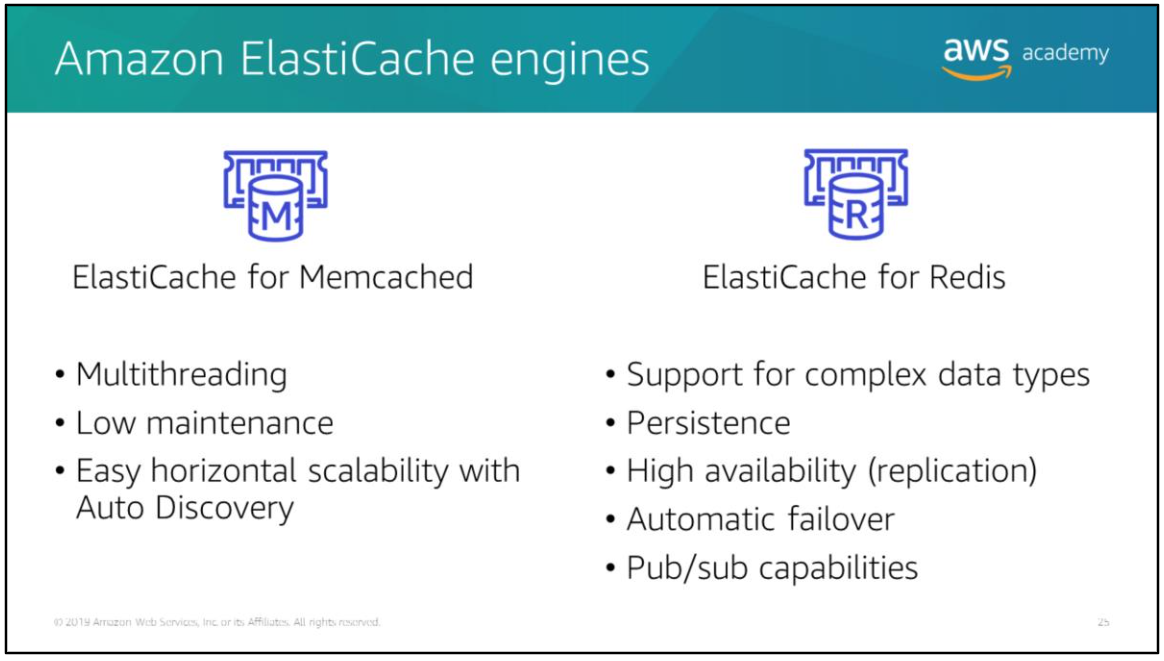 Amazon ElastiCache engines
aws academy
M
R
ElastiCache for Memcached
ElastiCache for Redis
• Multithreading
• Low maintenance
• Easy horizontal scalability with
Auto Discovery
• Support for complex data types
• Persistence
• High availability (replication)
• Automatic failover
• Pub/sub capabilities
© 2019 Amazon Web Services, Inc. or its Affiliates. All rights reserved.
25